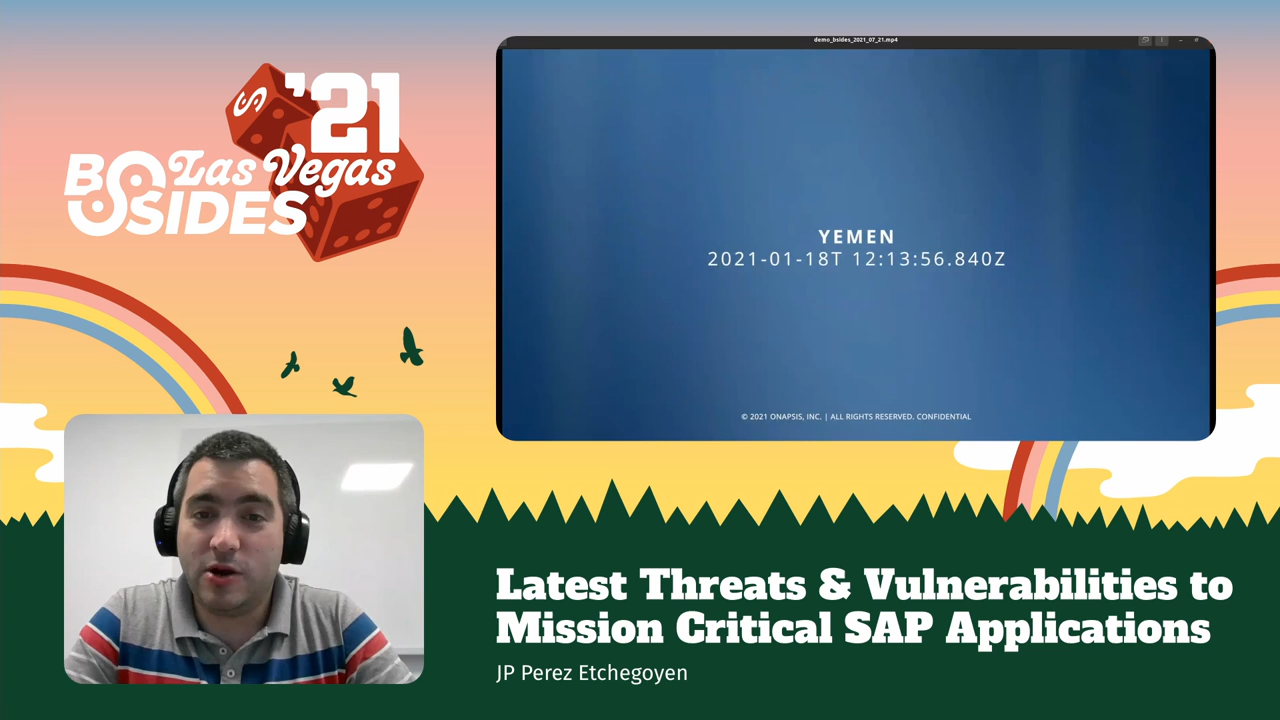 '21
Las Vegas
BSIDES
demo_bsides_2021_07_21.mp4
YEMEN
2021-01-18T 12:13:56.840Z
© 2021 ONAPSIS, INC. | ALL RIGHTS RESERVED. CONFIDENTIAL
Latest Threats & Vulnerabilities to
Mission Critical SAP Applications
JP Perez Etchegoyen